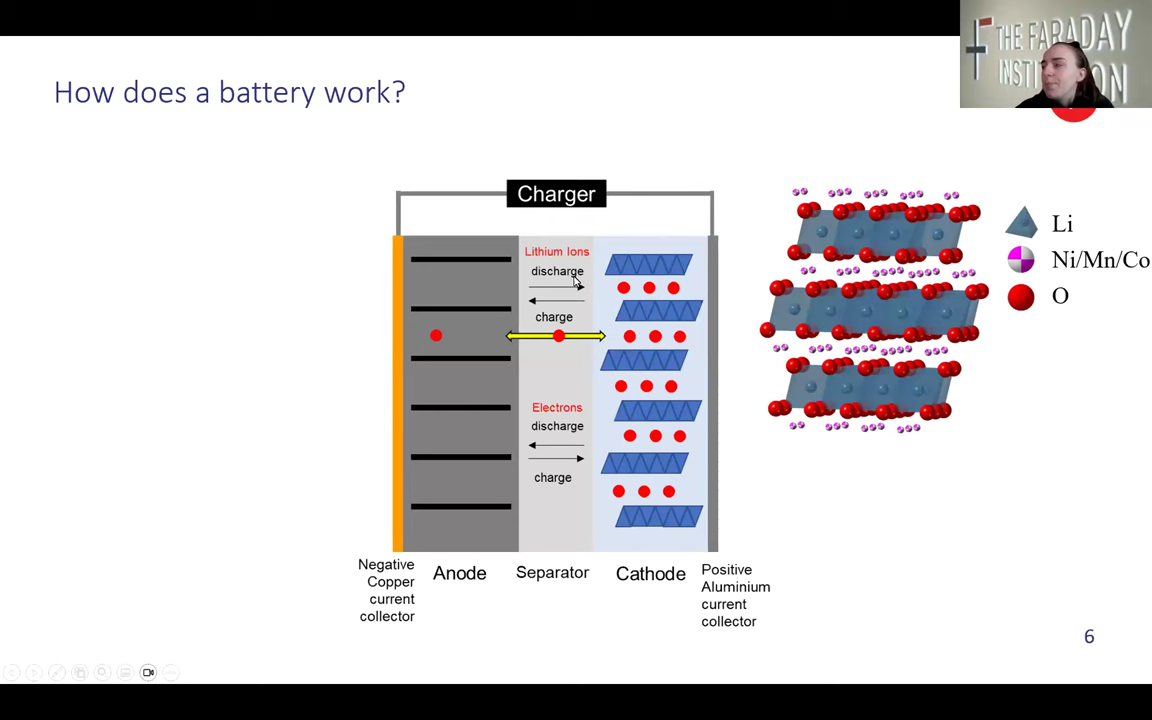 How does a battery work?
THE FARADAY
INSTITUTION
Charger
Lithium Ions
discharge
charge
Electrons
discharge
charge
Negative
Copper
current
collector
Anode
Separator
Cathode
Positive
Aluminium
current
collector
Li
Ni/Mn/Co
O
6